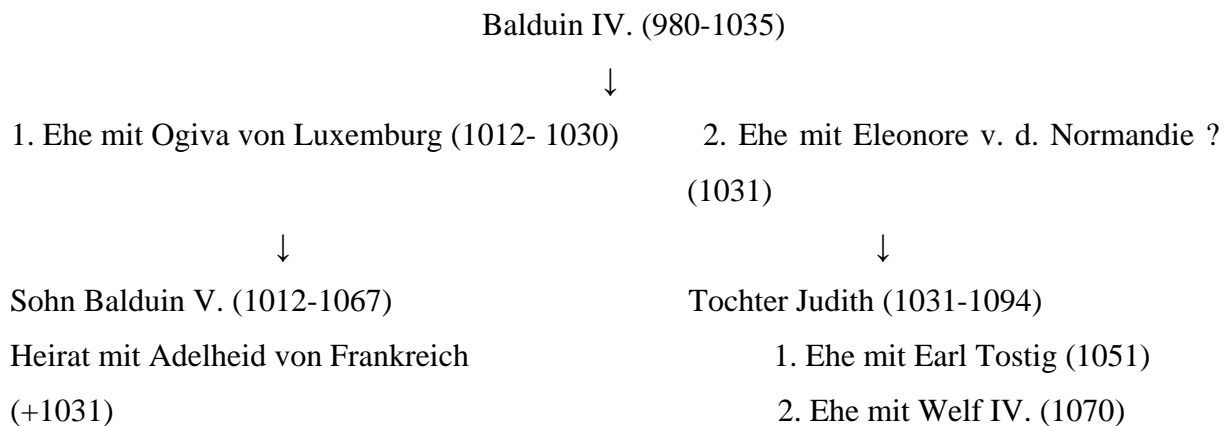 Balduin IV. (980-1035)
↓
1. Ehe mit Ogiva von Luxemburg (1012- 1030)
2. Ehe mit Eleonore v. d. Normandie ?
(1031)
↓
↓
Sohn Balduin V. (1012-1067)
Tochter Judith (1031-1094)
Heirat mit Adelheid von Frankreich
1. Ehe mit Earl Tostig (1051)
(+1031)
2. Ehe mit Welf IV. (1070)